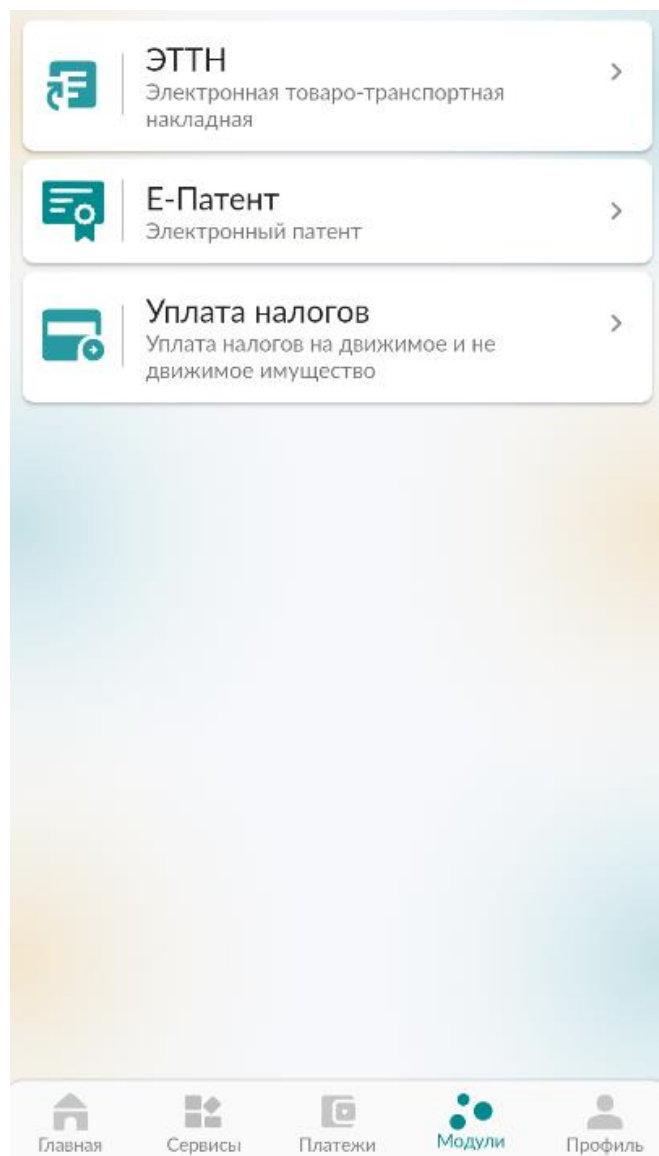 ЭТТН
Электронная товаро-транспортная
накладная
Е-Патент
Электронный патент
Уплата налогов
Уплата налогов на движимое и не
движимое имущество
Главная
Сервисы
Платежи
Модули
Профиль